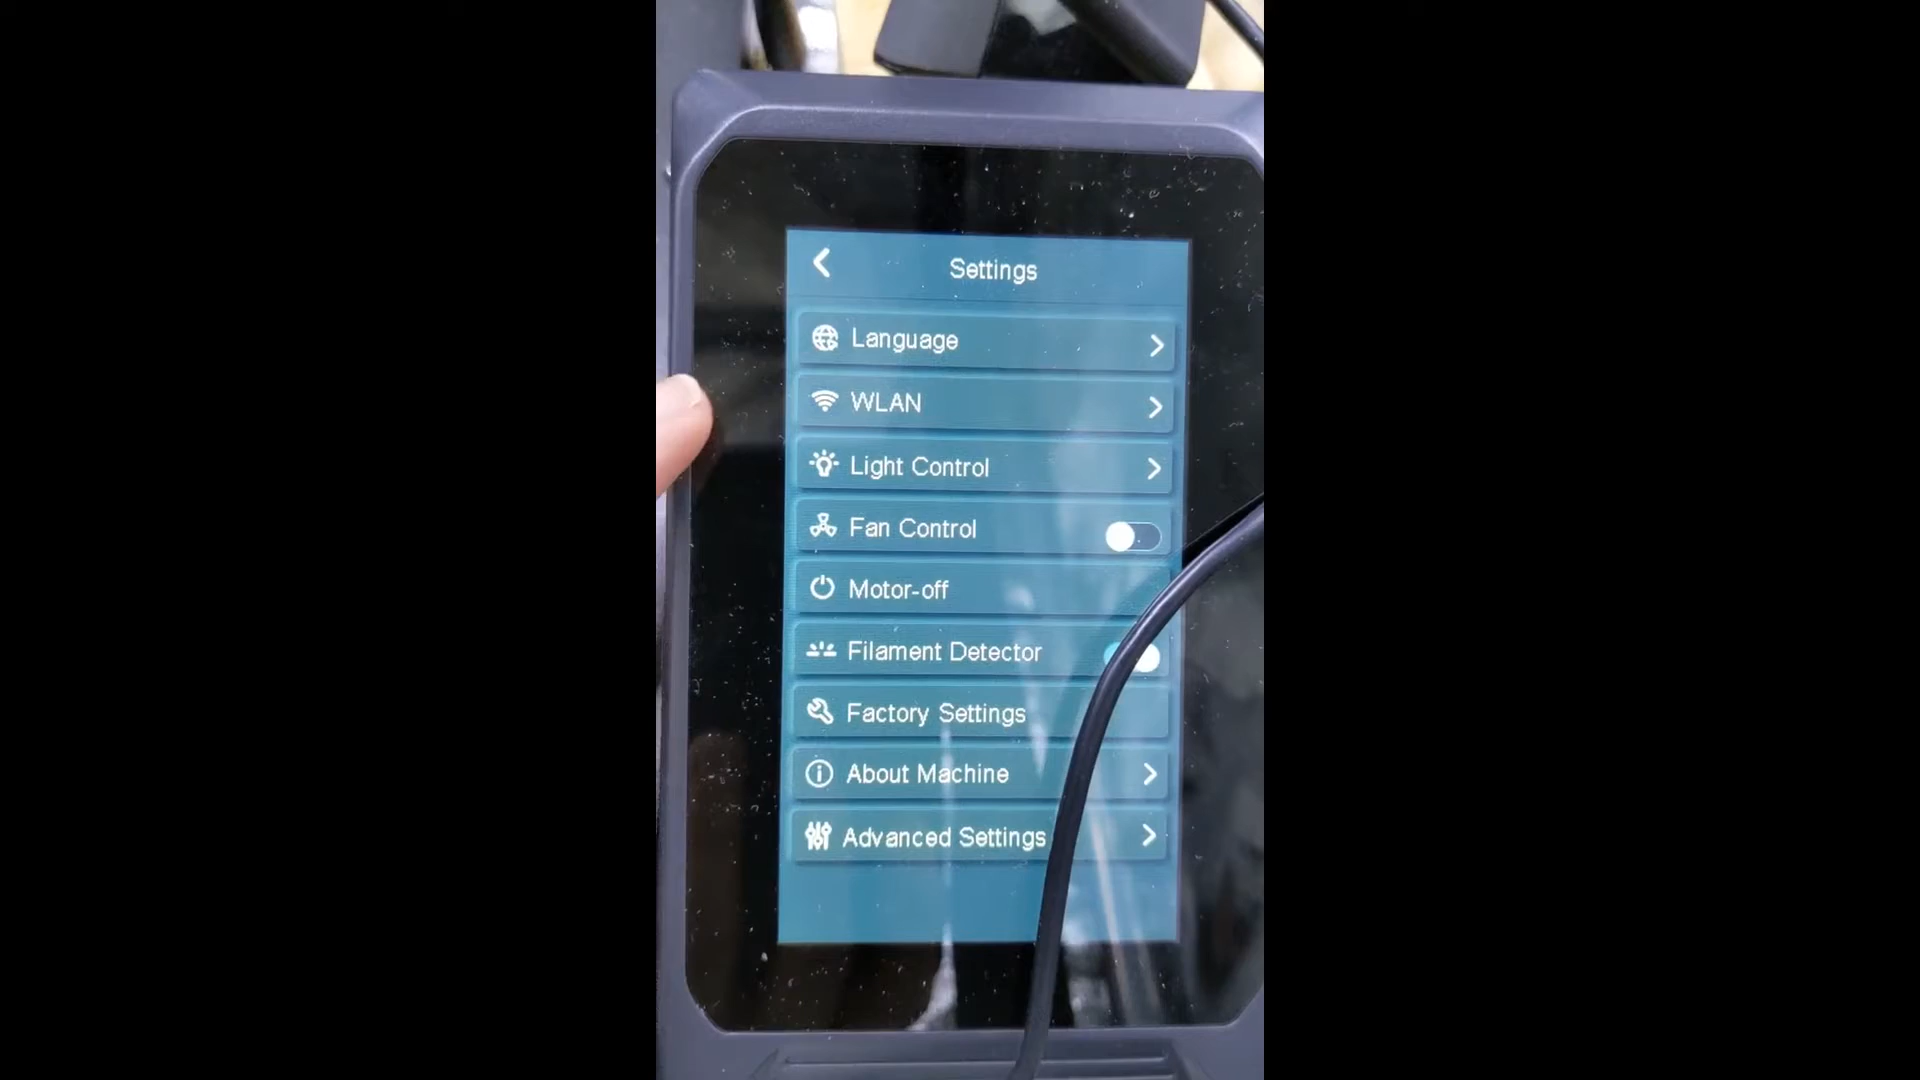 Settings
Language
WLAN
Light Control
Fan Control
Motor-off
Filament Detector
Factory Settings
About Machine
Advanced Settings